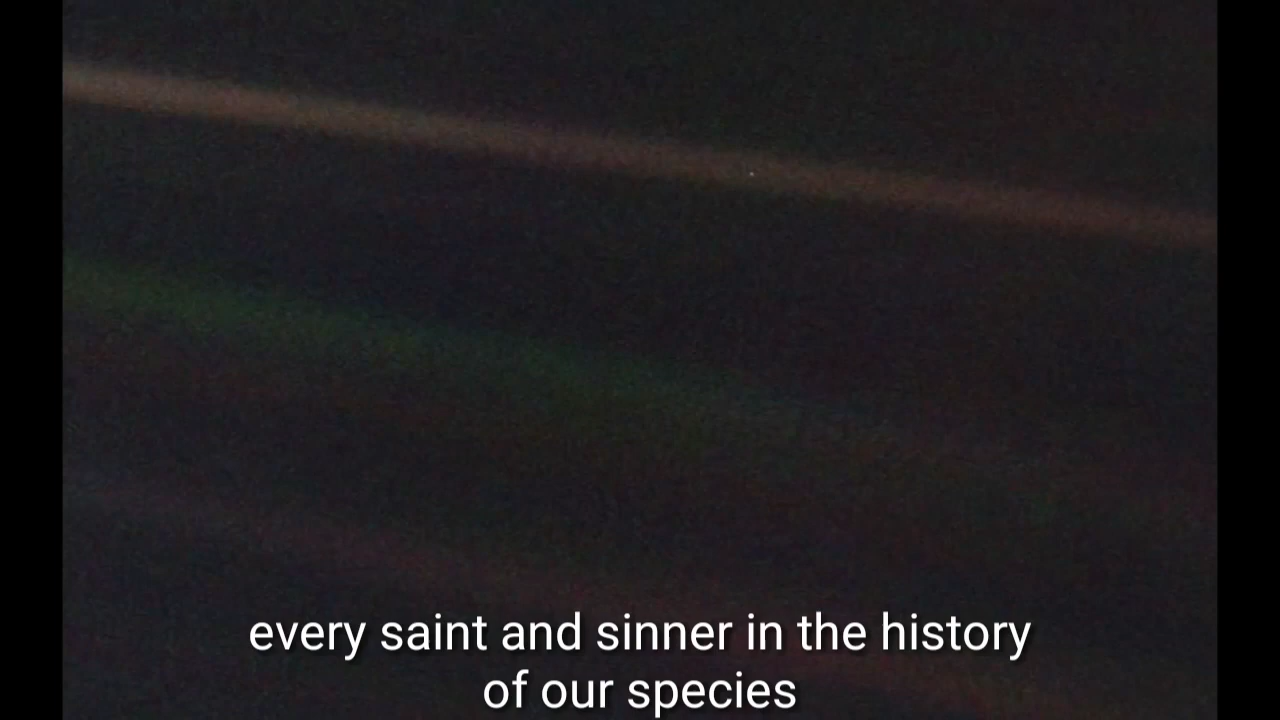 every saint and sinner in the history
of our species